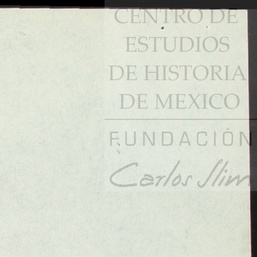 CENTRO DE
ESTUDIOS
DE HISTORIA
DE MEXICO
FUNDACIÓN
Carlos Slim